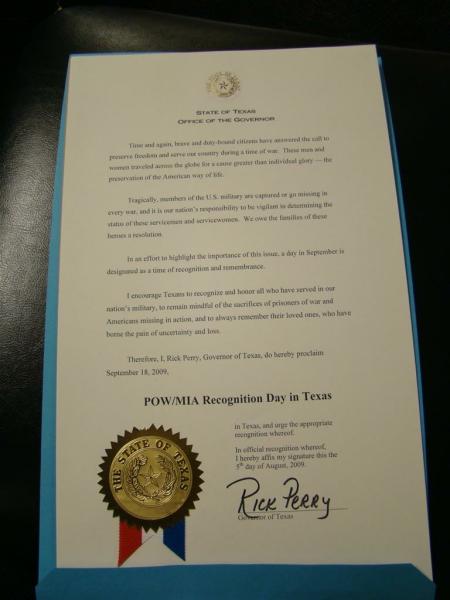 STATE OF TEXAS
OFFICE OF THE GOVERNOR
Time and again, brave and duty-bound citizens have answered the call to
preserve freedom and serve our country during a time of war. These men and
women traveled across the globe for a cause greater than individual glory — the
preservation of the American way of life.
Tragically, members of the U.S. military are captured or go missing in
every war, and it is our nation's responsibility to be vigilant in determining the
status of these servicemen and servicewomen. We owe the families of these
heroes a resolution.
In an effort to highlight the importance of this issue, a day in September is
designated as a time of recognition and remembrance.
I encourage Texans to recognize and honor all who have served in our
nation's military, to remain mindful of the sacrifices of prisoners of war and
Americans missing in action, and to always remember their loved ones, who have
borne the pain of uncertainty and loss.
Therefore, I, Rick Perry, Governor of Texas, do hereby proclaim
September 18, 2009,
POW/MIA Recognition Day in Texas
in Texas, and urge the appropriate
recognition whereof.
In official recognition whereof,
I hereby affix my signature this the
5th day of August, 2009.
RICK PERRY
Governor of Texas
THE STATE OF TEXAS